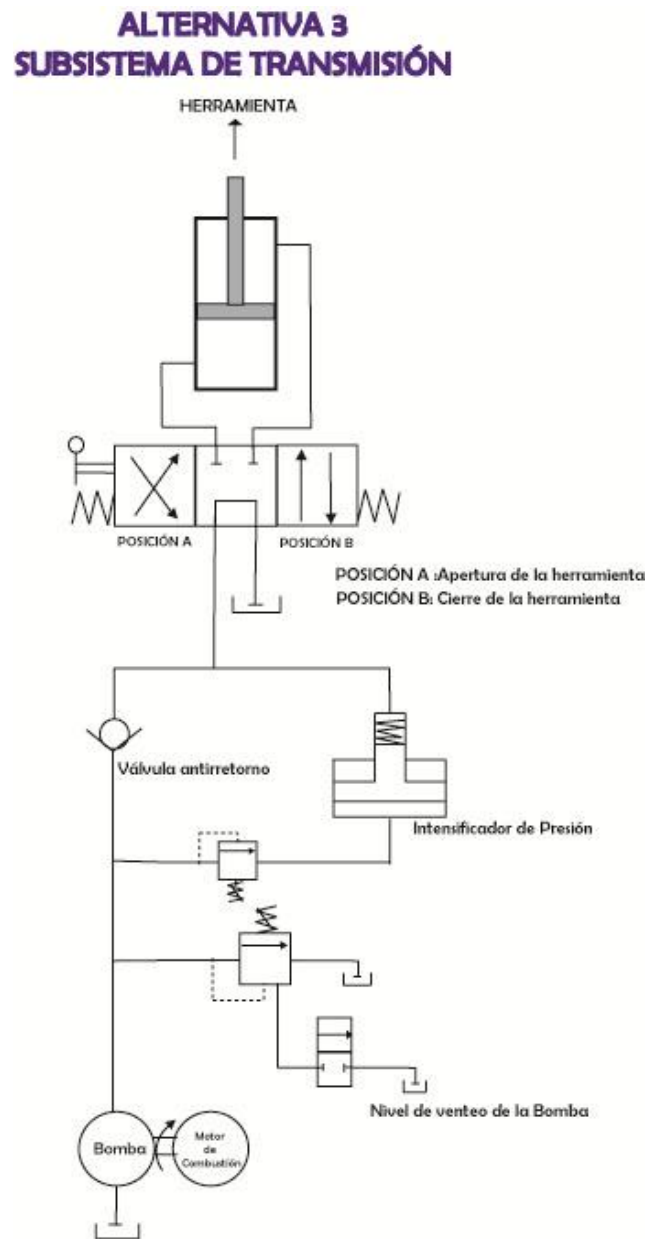 ALTERNATIVA 3
SUBSISTEMA DE TRANSMISIÓN
HERRAMIENTA
POSICIÓN A
POSICIÓN B
POSICIÓN A :Apertura de la herramienta
POSICIÓN B: Cierre de la herramienta
Válvula antirretorno
Intensificador de Presión
Nivel de venteo de la Bomba
Bomba
Motor
de
Combustión